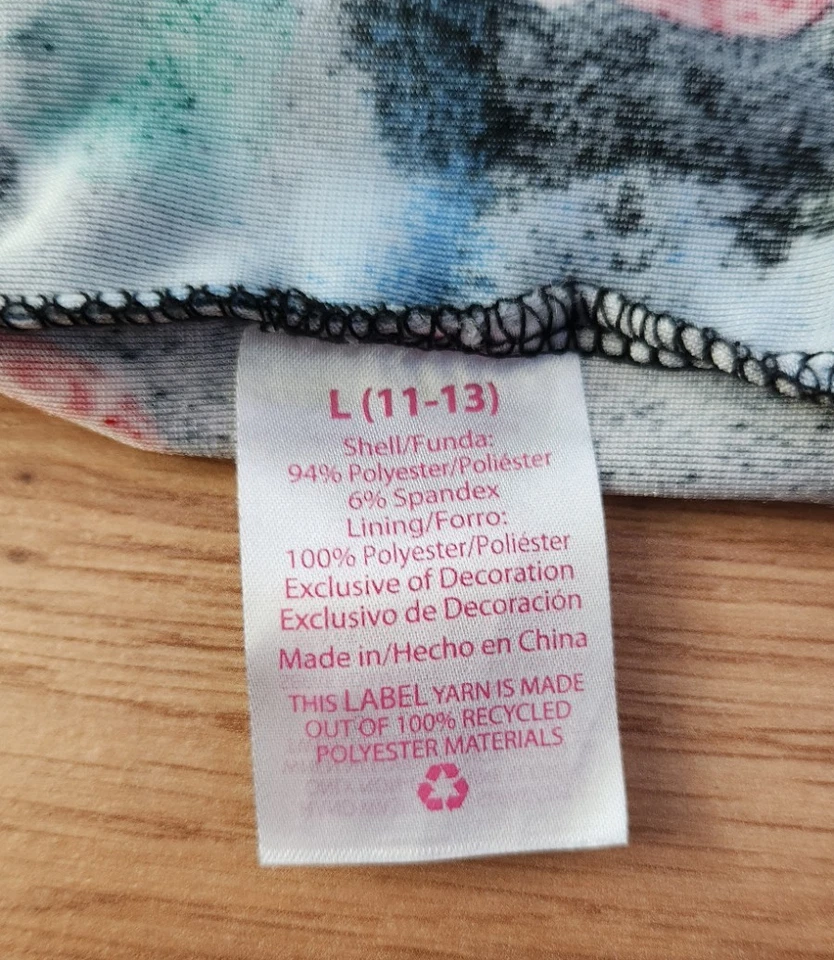 L (11-13)
Shell/Funda:
94% Polyester/Poliéster
6% Spandex
Lining/Forro:
100% Polyester/Poliéster
Exclusive of Decoration
Exclusivo de Decoración
Made in/Hecho en China
THIS LABEL YARN IS MADE
OUT OF 100% RECYCLED
POLYESTER MATERIALS